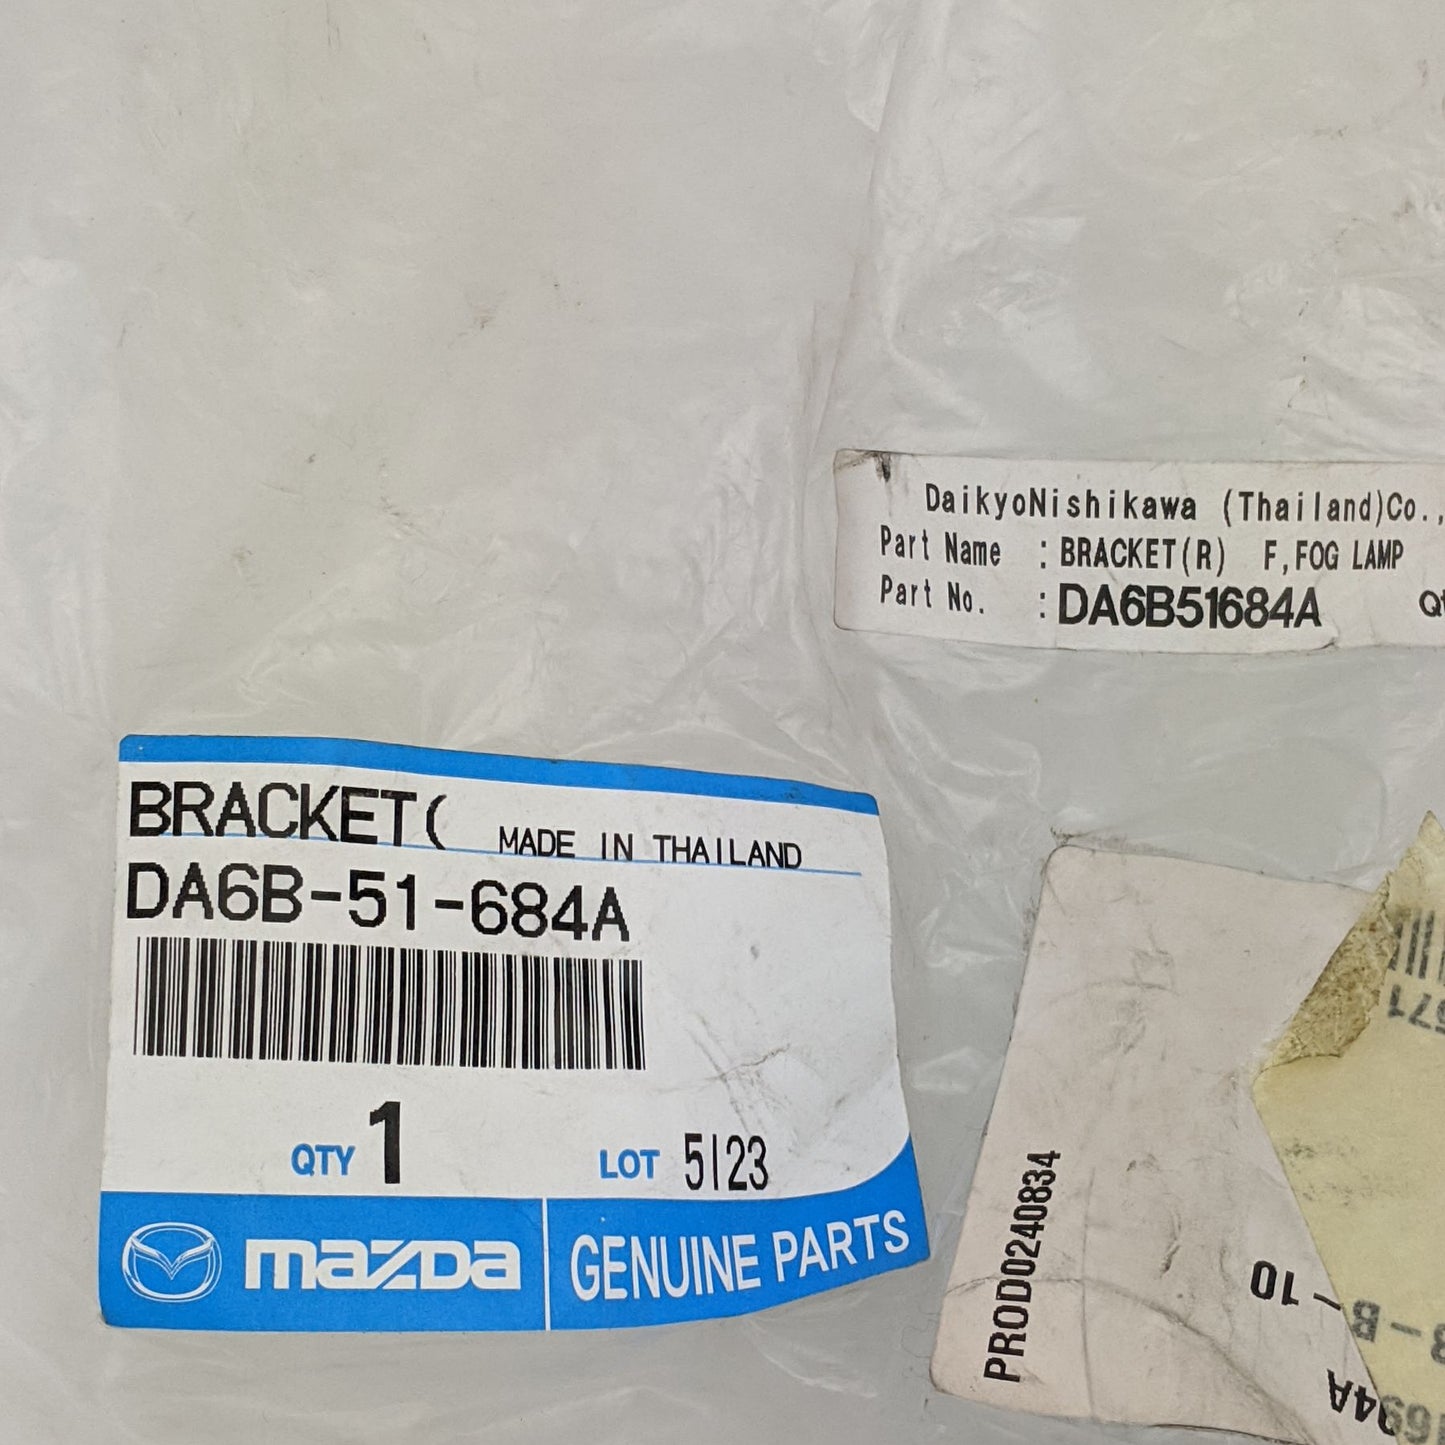 DaikyoNishikawa (Thailand)Co.,
Part Name : BRACKET(R) F,FOG LAMP
Part No. : DA6B51684A
BRACKET( MADE IN THAILAND
DA6B-51-684A
QTY 1 LOT 5123
mazda GENUINE PARTS
PROD0240834
- 10